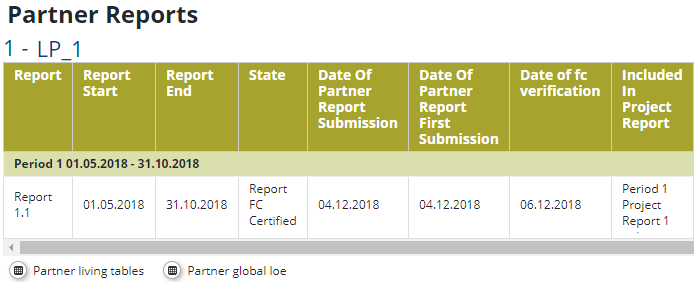 Partner Reports
1 - LP_1
Report Report Start Report End State Date Of Partner Report Submission Date Of Partner Report First Submission Date of fc verification Included In Project Report
Period 1 01.05.2018 - 31.10.2018
Report 1.1 01.05.2018 31.10.2018 Report FC Certified 04.12.2018 04.12.2018 06.12.2018 Period 1 Project Report 1
Partner living tables Partner global loe